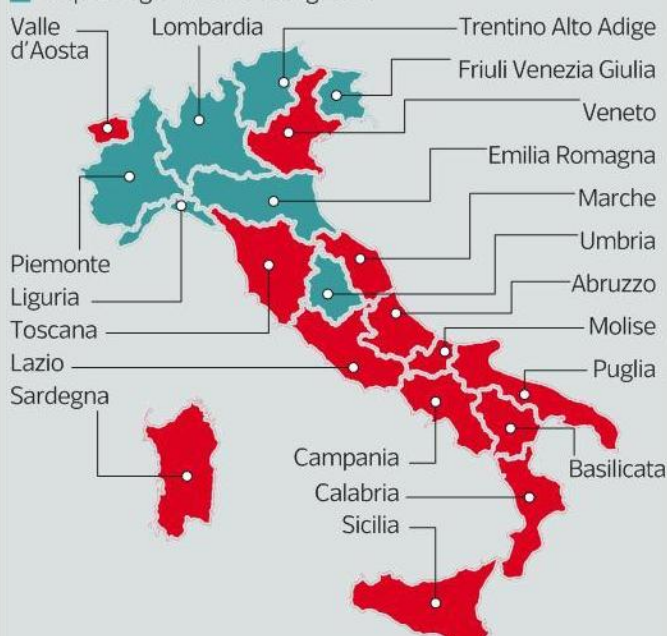 Valle
d'Aosta
Lombardia
Trentino Alto Adige
Friuli Venezia Giulia
Veneto
Emilia Romagna
Marche
Umbria
Abruzzo
Molise
Puglia
Piemonte
Liguria
Toscana
Lazio
Sardegna
Campania
Basilicata
Calabria
Sicilia